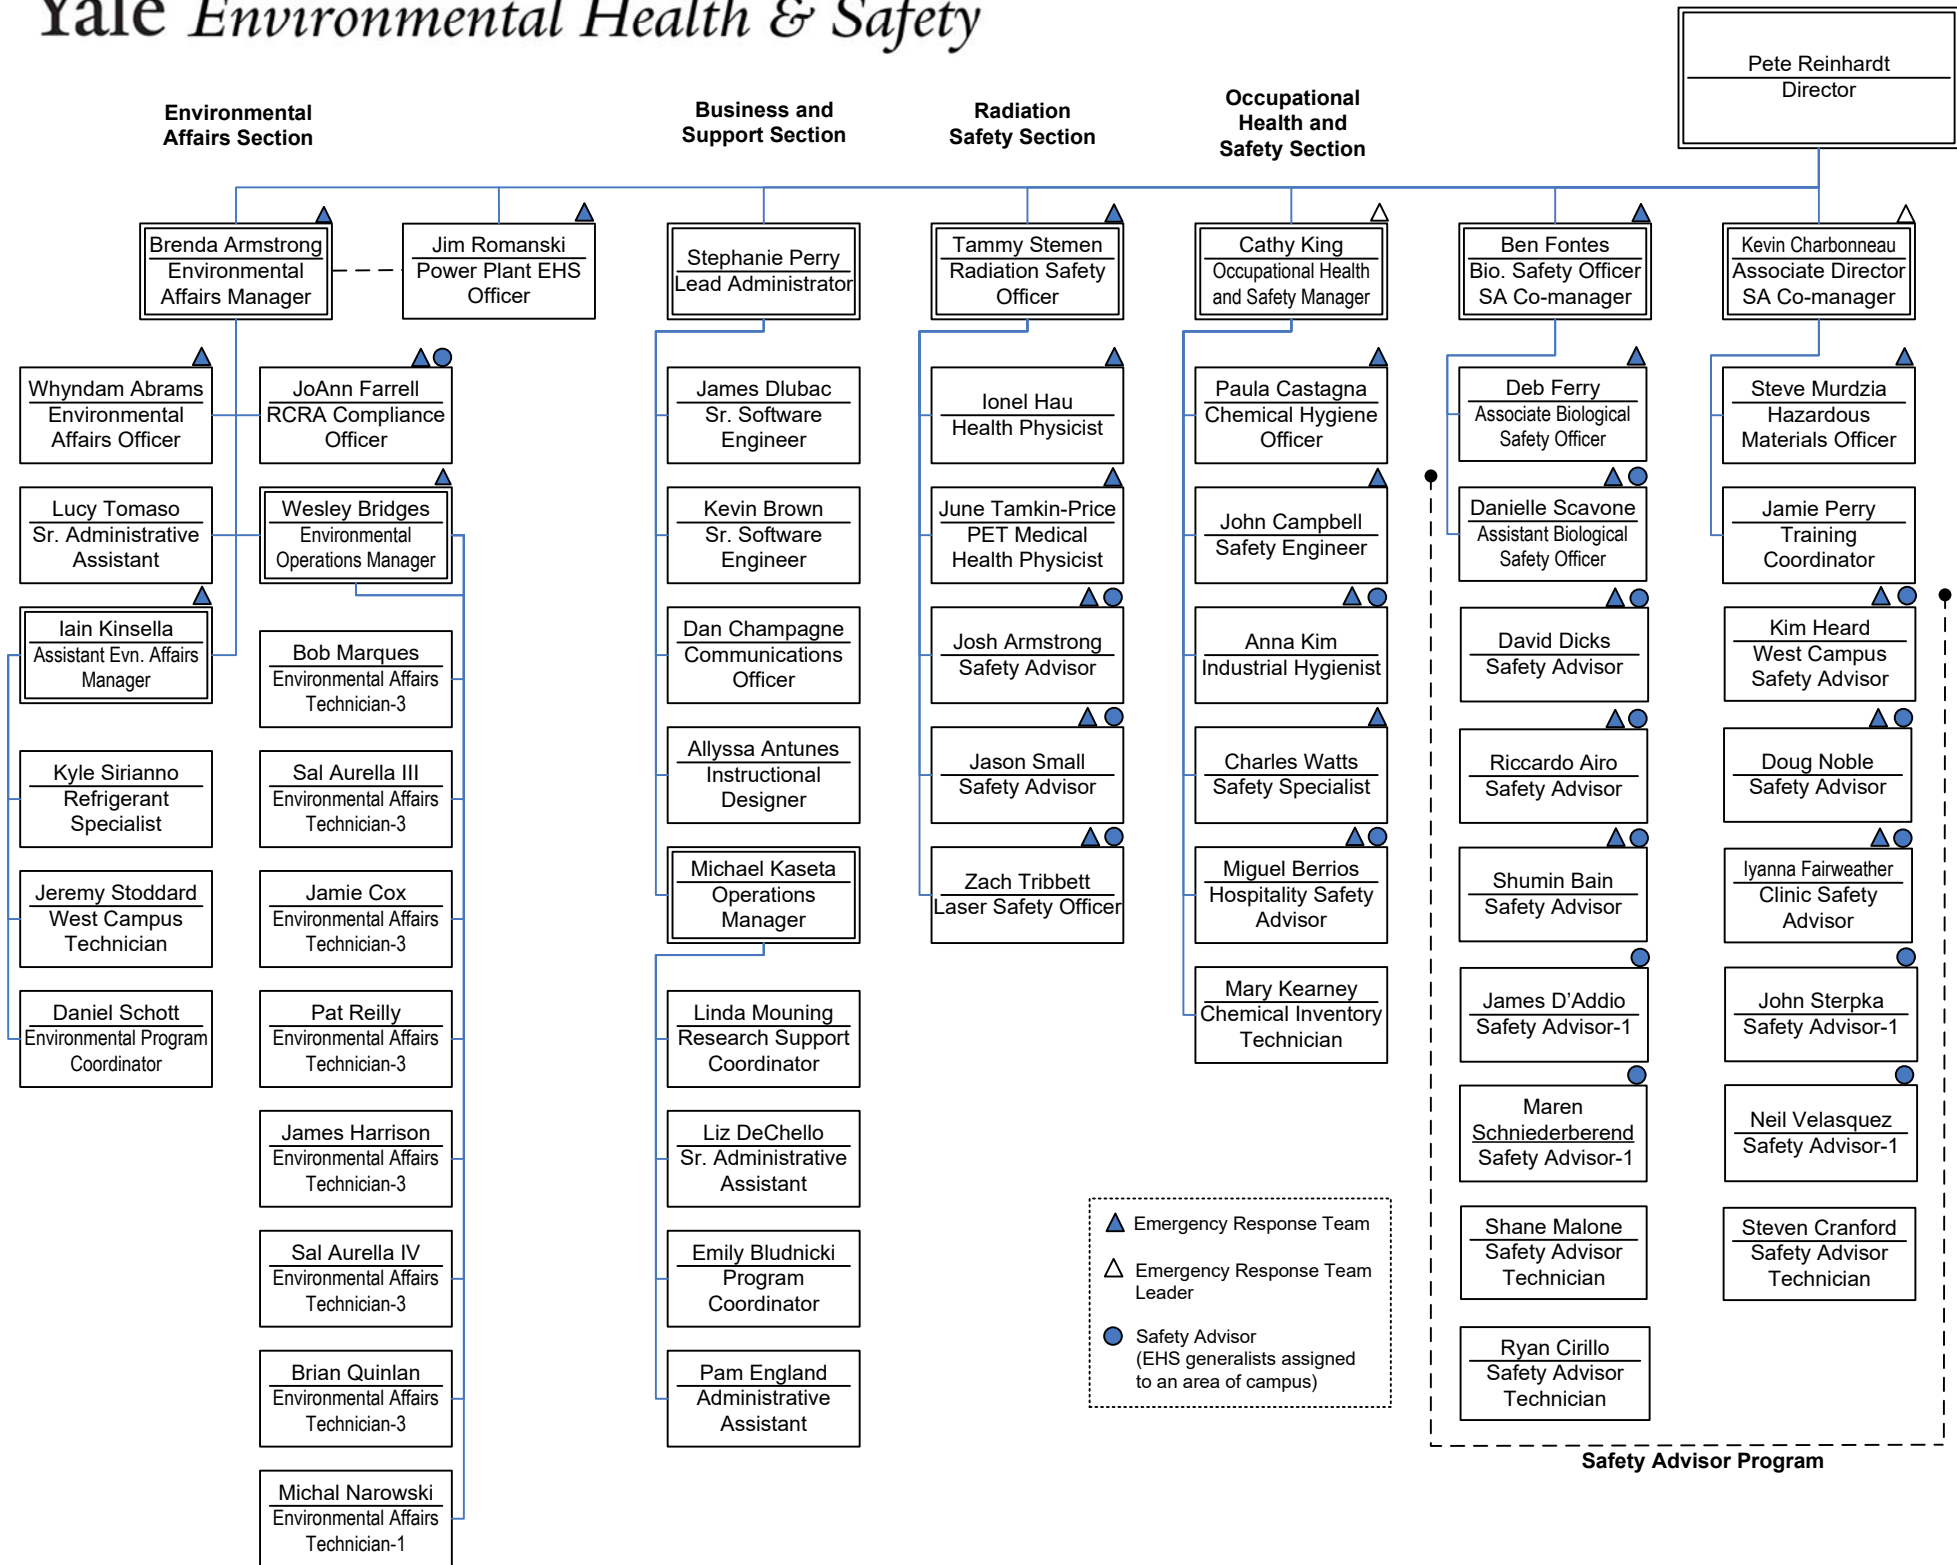 Yale Environmental Health & Safety
Pete Reinhardt
Director
Environmental
Affairs Section
Business and
Support Section
Radiation
Safety Section
Occupational
Health and
Safety Section
Brenda Armstrong
Environmental
Affairs Manager
Jim Romanski
Power Plant EHS
Officer
Stephanie Perry
Lead Administrator
Tammy Stemen
Radiation Safety
Officer
Cathy King
Occupational Health
and Safety Manager
Ben Fontes
Bio. Safety Officer
SA Co-manager
Kevin Charbonneau
Associate Director
SA Co-manager
Whyndam Abrams
Environmental
Affairs Officer
Lucy Tomaso
Sr. Administrative
Assistant
Iain Kinsella
Assistant Evn. Affairs
Manager
Kyle Sirianno
Refrigerant
Specialist
Jeremy Stoddard
West Campus
Technician
Daniel Schott
Environmental Program
Coordinator
JoAnn Farrell
RCRA Compliance
Officer
Wesley Bridges
Environmental
Operations Manager
Bob Marques
Environmental Affairs
Technician-3
Sal Aurella III
Environmental Affairs
Technician-3
Jamie Cox
Environmental Affairs
Technician-3
Pat Reilly
Environmental Affairs
Technician-3
James Harrison
Environmental Affairs
Technician-3
Sal Aurella IV
Environmental Affairs
Technician-3
Brian Quinlan
Environmental Affairs
Technician-3
Michal Narowski
Environmental Affairs
Technician-1
James Dlubac
Sr. Software
Engineer
Kevin Brown
Sr. Software
Engineer
Dan Champagne
Communications
Officer
Allyssa Antunes
Instructional
Designer
Michael Kaseta
Operations
Manager
Linda Mouning
Research Support
Coordinator
Liz DeChello
Sr. Administrative
Assistant
Emily Bludnicki
Program
Coordinator
Pam England
Administrative
Assistant
Ionel Hau
Health Physicist
June Tamkin-Price
PET Medical
Health Physicist
Josh Armstrong
Safety Advisor
Jason Small
Safety Advisor
Zach Tribbett
Laser Safety Officer
Paula Castagna
Chemical Hygiene
Officer
John Campbell
Safety Engineer
Anna Kim
Industrial Hygienist
Charles Watts
Safety Specialist
Miguel Berrios
Hospitality Safety
Advisor
Mary Kearney
Chemical Inventory
Technician
Deb Ferry
Associate Biological
Safety Officer
Danielle Scavone
Assistant Biological
Safety Officer
David Dicks
Safety Advisor
Riccardo Airo
Safety Advisor
Shumin Bain
Safety Advisor
James D’Addio
Safety Advisor-1
Maren
Schniederberend
Safety Advisor-1
Shane Malone
Safety Advisor
Technician
Ryan Cirillo
Safety Advisor
Technician
Steve Murdzia
Hazardous
Materials Officer
Jamie Perry
Training
Coordinator
Kim Heard
West Campus
Safety Advisor
Doug Noble
Safety Advisor
Iyanna Fairweather
Clinic Safety
Advisor
John Sterpka
Safety Advisor-1
Neil Velasquez
Safety Advisor-1
Steven Cranford
Safety Advisor
Technician
Emergency Response Team
Emergency Response Team
Leader
Safety Advisor
(EHS generalists assigned
to an area of campus)
Safety Advisor Program